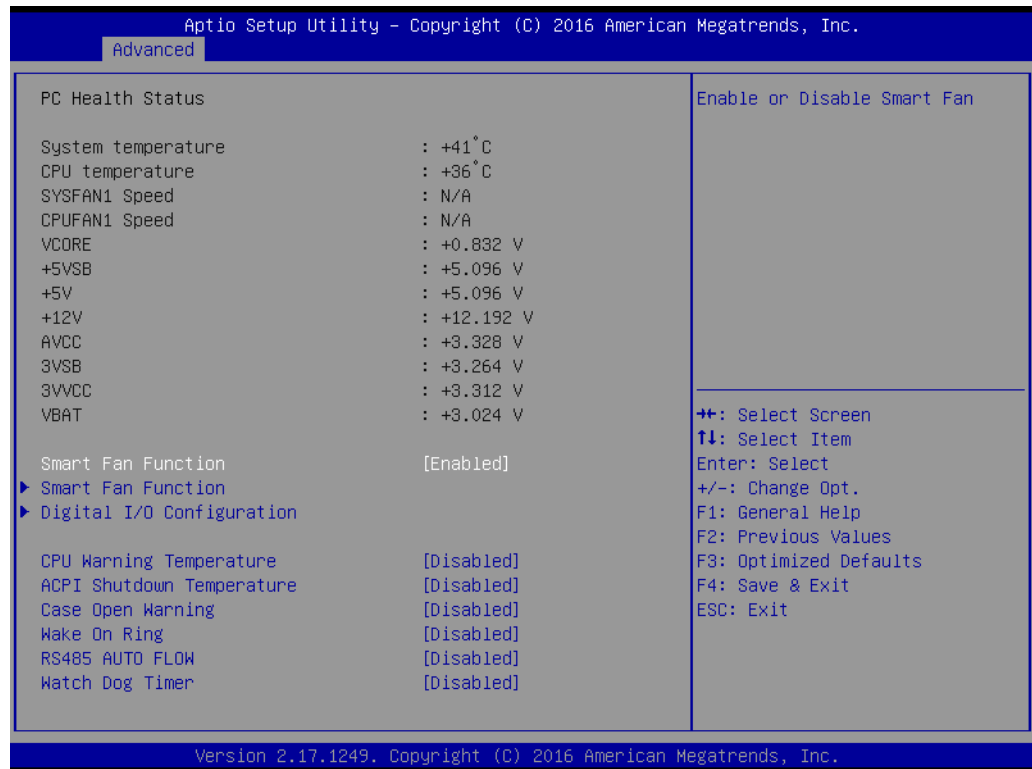 Aptio Setup Utility – Copyright (C) 2016 American Megatrends, Inc.
Advanced
PC Health Status
System temperature : +41°C
CPU temperature : +36°C
SYSFAN1 Speed : N/A
CPUFAN1 Speed : N/A
VCORE : +0.832 V
+5VSB : +5.096 V
+5V : +5.096 V
+12V : +12.192 V
AVCC : +3.328 V
3VSB : +3.264 V
3VVCC : +3.312 V
VBAT : +3.024 V
Smart Fan Function [Enabled]
Smart Fan Function
Digital I/O Configuration
CPU Warning Temperature [Disabled]
ACPI Shutdown Temperature [Disabled]
Case Open Warning [Disabled]
Wake On Ring [Disabled]
RS485 AUTO FLOW [Disabled]
Watch Dog Timer [Disabled]
Enable or Disable Smart Fan
→←: Select Screen
↑↓: Select Item
Enter: Select
+/-: Change Opt.
F1: General Help
F2: Previous Values
F3: Optimized Defaults
F4: Save & Exit
ESC: Exit
Version 2.17.1249. Copyright (C) 2016 American Megatrends, Inc.